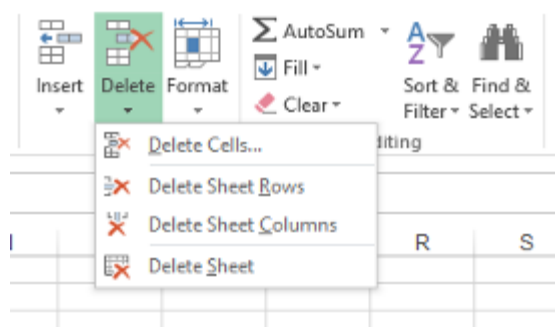 Insert Delete Format
AutoSum
Fill
Clear
Sort &
Filter
Find &
Select
diting
Delete Cells...
Delete Sheet Rows
Delete Sheet Columns
Delete Sheet
R S